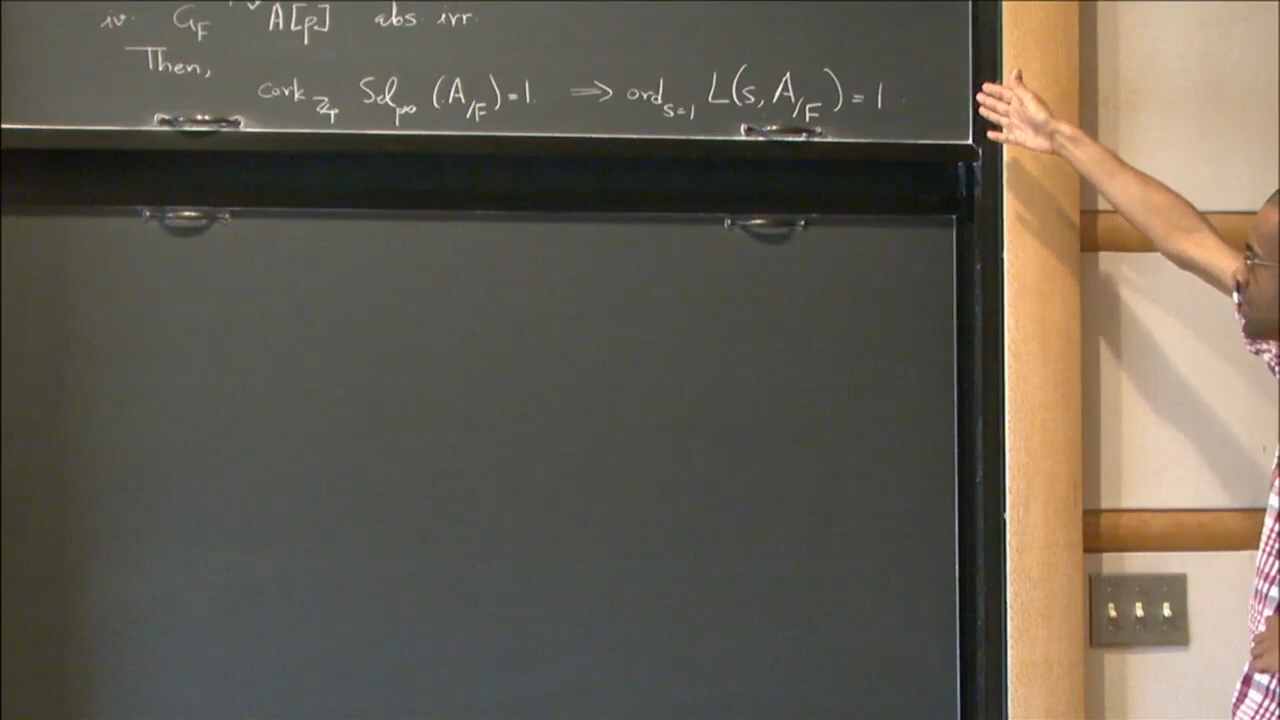 iv. G_F ↷ A[p] abs. irr.
Then,
cork_{Z_p} Sel_{p^∞} (A_{/F}) = 1. ⟹ ord_{s=1} L(s, A_{/F}) = 1.